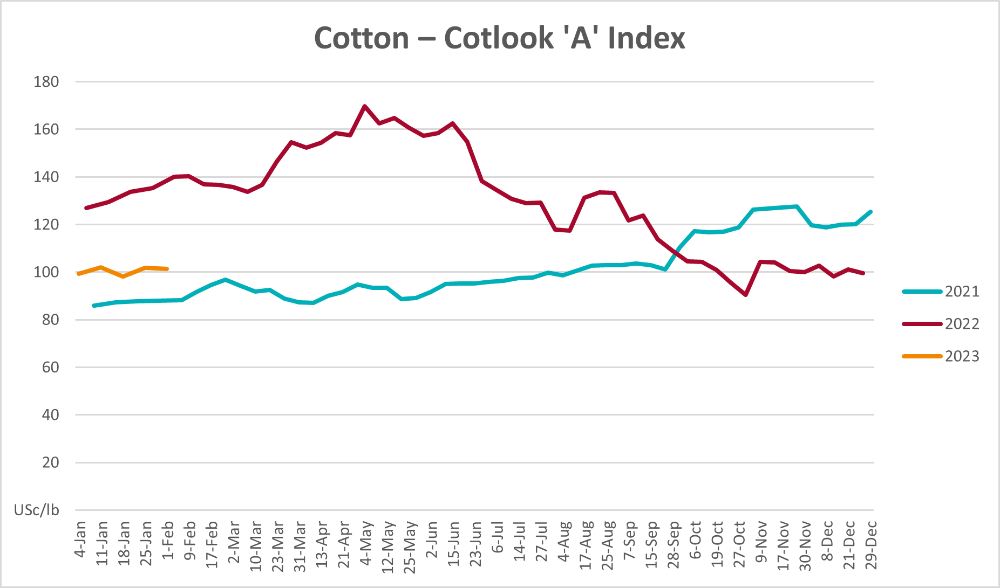 Cotton – Cotlook 'A' Index
180
160
140
120
100
80
60
40
20
USc/lb
4-Jan
11-Jan
18-Jan
25-Jan
1-Feb
9-Feb
17-Feb
2-Mar
10-Mar
23-Mar
31-Mar
13-Apr
21-Apr
4-May
12-May
25-May
2-Jun
15-Jun
23-Jun
6-Jul
14-Jul
27-Jul
4-Aug
17-Aug
25-Aug
7-Sep
15-Sep
28-Sep
6-Oct
19-Oct
27-Oct
9-Nov
17-Nov
30-Nov
8-Dec
21-Dec
29-Dec
2021
2022
2023